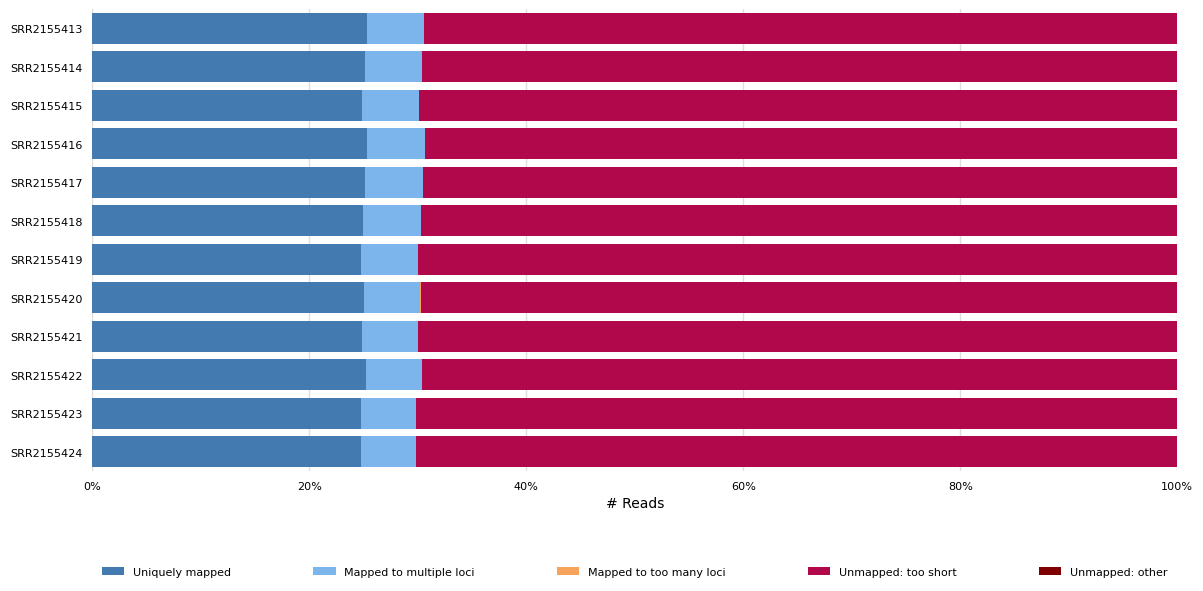 SRR2155413
SRR2155414
SRR2155415
SRR2155416
SRR2155417
SRR2155418
SRR2155419
SRR2155420
SRR2155421
SRR2155422
SRR2155423
SRR2155424
0% 20% 40% 60% 80% 100%
# Reads
Uniquely mapped Mapped to multiple loci Mapped to too many loci Unmapped: too short Unmapped: other